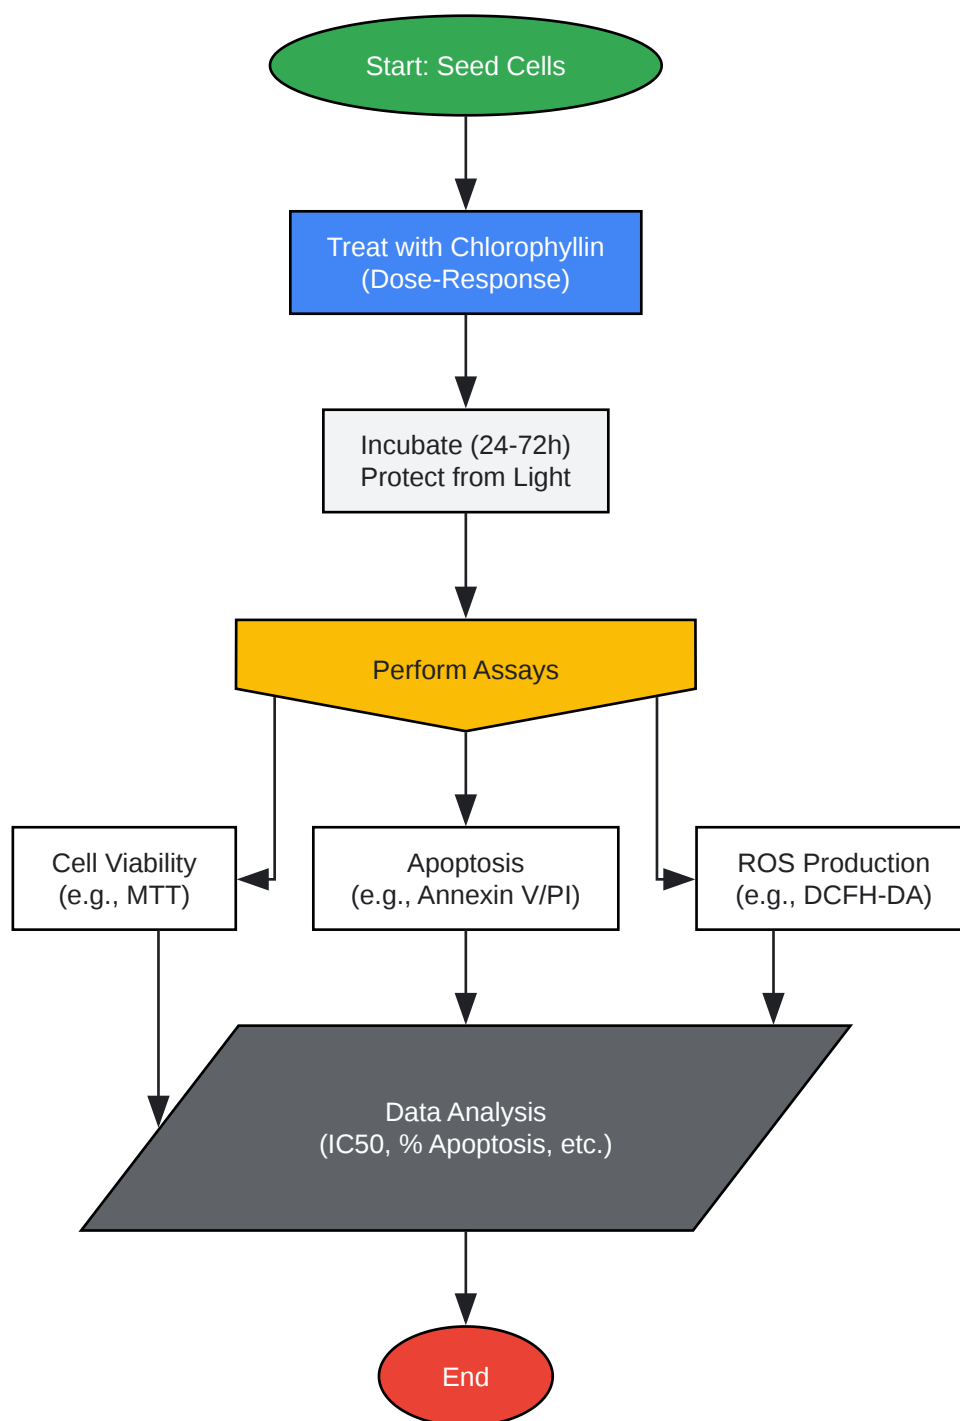 Start: Seed Cells
Treat with Chlorophyllin
(Dose-Response)
Incubate (24-72h)
Protect from Light
Perform Assays
Cell Viability
(e.g., MTT)
Apoptosis
(e.g., Annexin V/PI)
ROS Production
(e.g., DCFH-DA)
Data Analysis
(IC50, % Apoptosis, etc.)
End